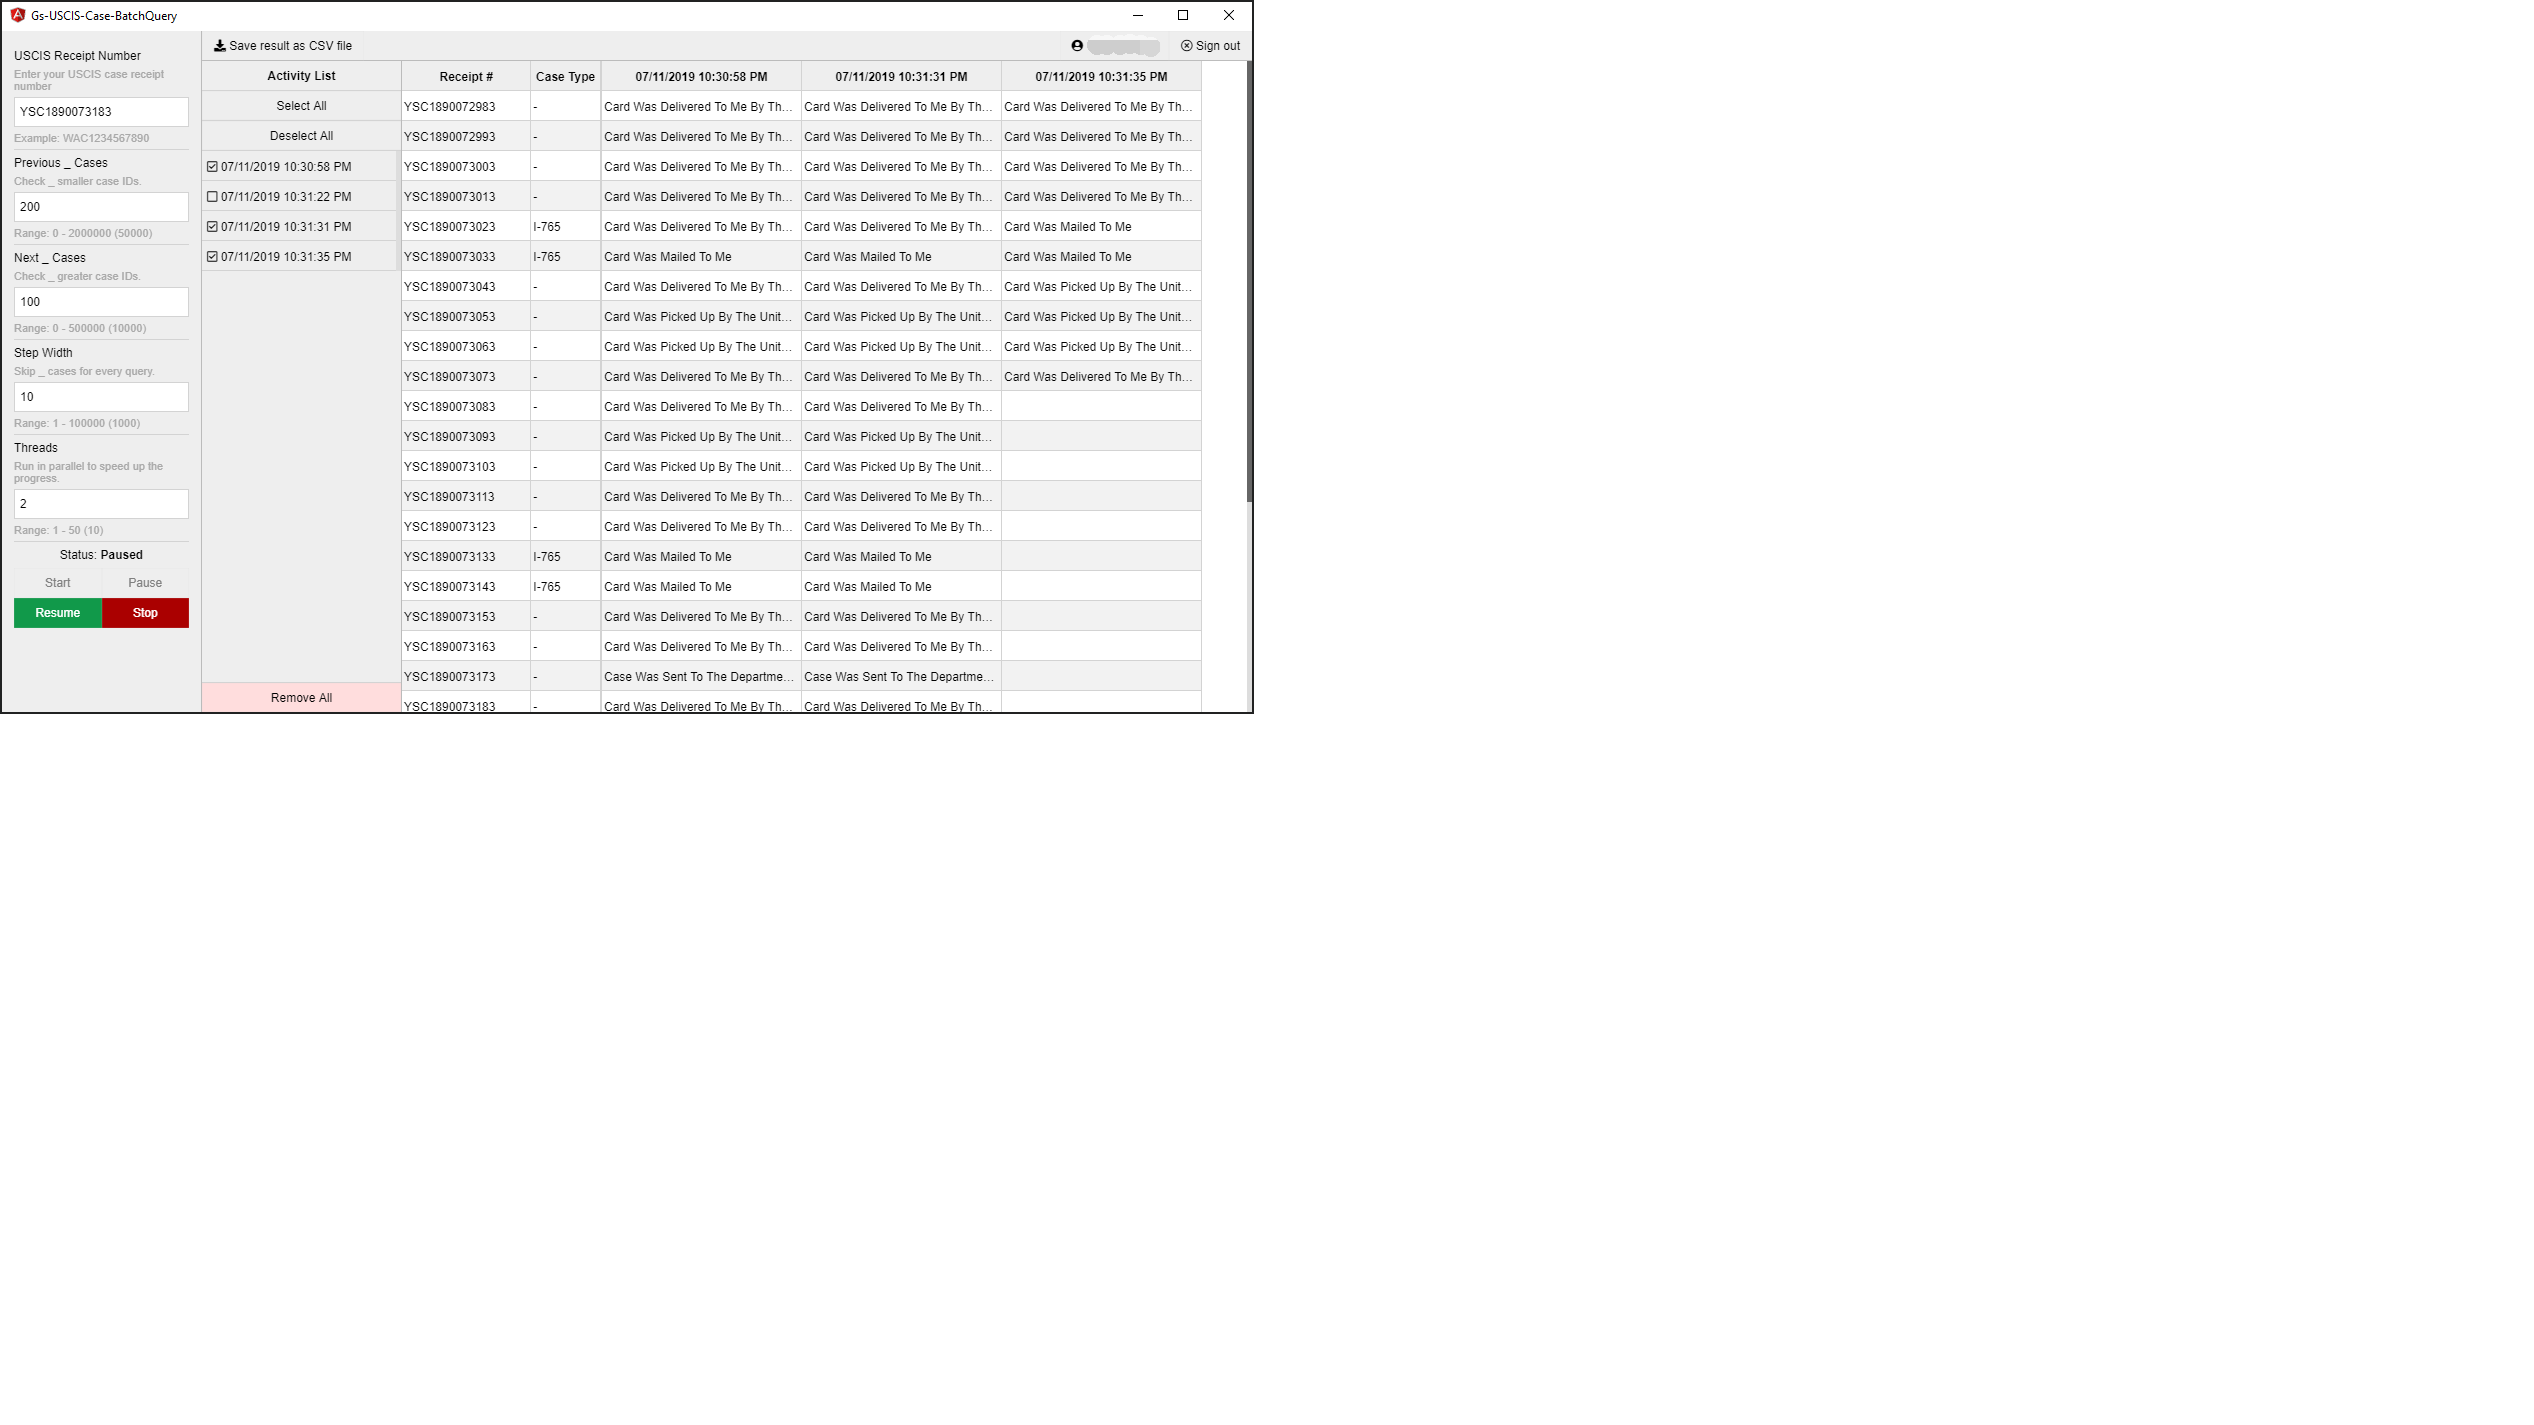 Gs-USCIS-Case-BatchQuery
USCIS Receipt Number
Enter your USCIS case receipt
number
YSC1890073183
Example: WAC1234567890
Previous _ Cases
Check _ smaller case IDs.
200
Range: 0 - 2000000 (50000)
Next _ Cases
Check _ greater case IDs.
100
Range: 0 - 500000 (10000)
Step Width
Skip _ cases for every query.
10
Range: 1 - 100000 (1000)
Threads
Run in parallel to speed up the
progress.
2
Range: 1 - 50 (10)
Status: Paused
Start Pause
Resume Stop
Save result as CSV file
Sign out
Activity List
Select All
Deselect All
07/11/2019 10:30:58 PM
07/11/2019 10:31:22 PM
07/11/2019 10:31:31 PM
07/11/2019 10:31:35 PM
Remove All
Receipt # Case Type 07/11/2019 10:30:58 PM 07/11/2019 10:31:31 PM 07/11/2019 10:31:35 PM
YSC1890072983 - Card Was Delivered To Me By Th... Card Was Delivered To Me By Th... Card Was Delivered To Me By Th...
YSC1890072993 - Card Was Delivered To Me By Th... Card Was Delivered To Me By Th... Card Was Delivered To Me By Th...
YSC1890073003 - Card Was Delivered To Me By Th... Card Was Delivered To Me By Th... Card Was Delivered To Me By Th...
YSC1890073013 - Card Was Delivered To Me By Th... Card Was Delivered To Me By Th... Card Was Delivered To Me By Th...
YSC1890073023 I-765 Card Was Delivered To Me By Th... Card Was Delivered To Me By Th... Card Was Mailed To Me
YSC1890073033 I-765 Card Was Mailed To Me Card Was Mailed To Me Card Was Mailed To Me
YSC1890073043 - Card Was Delivered To Me By Th... Card Was Delivered To Me By Th... Card Was Picked Up By The Unit...
YSC1890073053 - Card Was Picked Up By The Unit... Card Was Picked Up By The Unit... Card Was Picked Up By The Unit...
YSC1890073063 - Card Was Picked Up By The Unit... Card Was Picked Up By The Unit... Card Was Picked Up By The Unit...
YSC1890073073 - Card Was Delivered To Me By Th... Card Was Delivered To Me By Th... Card Was Delivered To Me By Th...
YSC1890073083 - Card Was Delivered To Me By Th... Card Was Delivered To Me By Th...
YSC1890073093 - Card Was Picked Up By The Unit... Card Was Picked Up By The Unit...
YSC1890073103 - Card Was Picked Up By The Unit... Card Was Picked Up By The Unit...
YSC1890073113 - Card Was Delivered To Me By Th... Card Was Delivered To Me By Th...
YSC1890073123 - Card Was Delivered To Me By Th... Card Was Delivered To Me By Th...
YSC1890073133 I-765 Card Was Mailed To Me Card Was Mailed To Me
YSC1890073143 I-765 Card Was Mailed To Me Card Was Mailed To Me
YSC1890073153 - Card Was Delivered To Me By Th... Card Was Delivered To Me By Th...
YSC1890073163 - Card Was Delivered To Me By Th... Card Was Delivered To Me By Th...
YSC1890073173 - Case Was Sent To The Departme... Case Was Sent To The Departme...
YSC1890073183 - Card Was Delivered To Me By Th... Card Was Delivered To Me By Th...